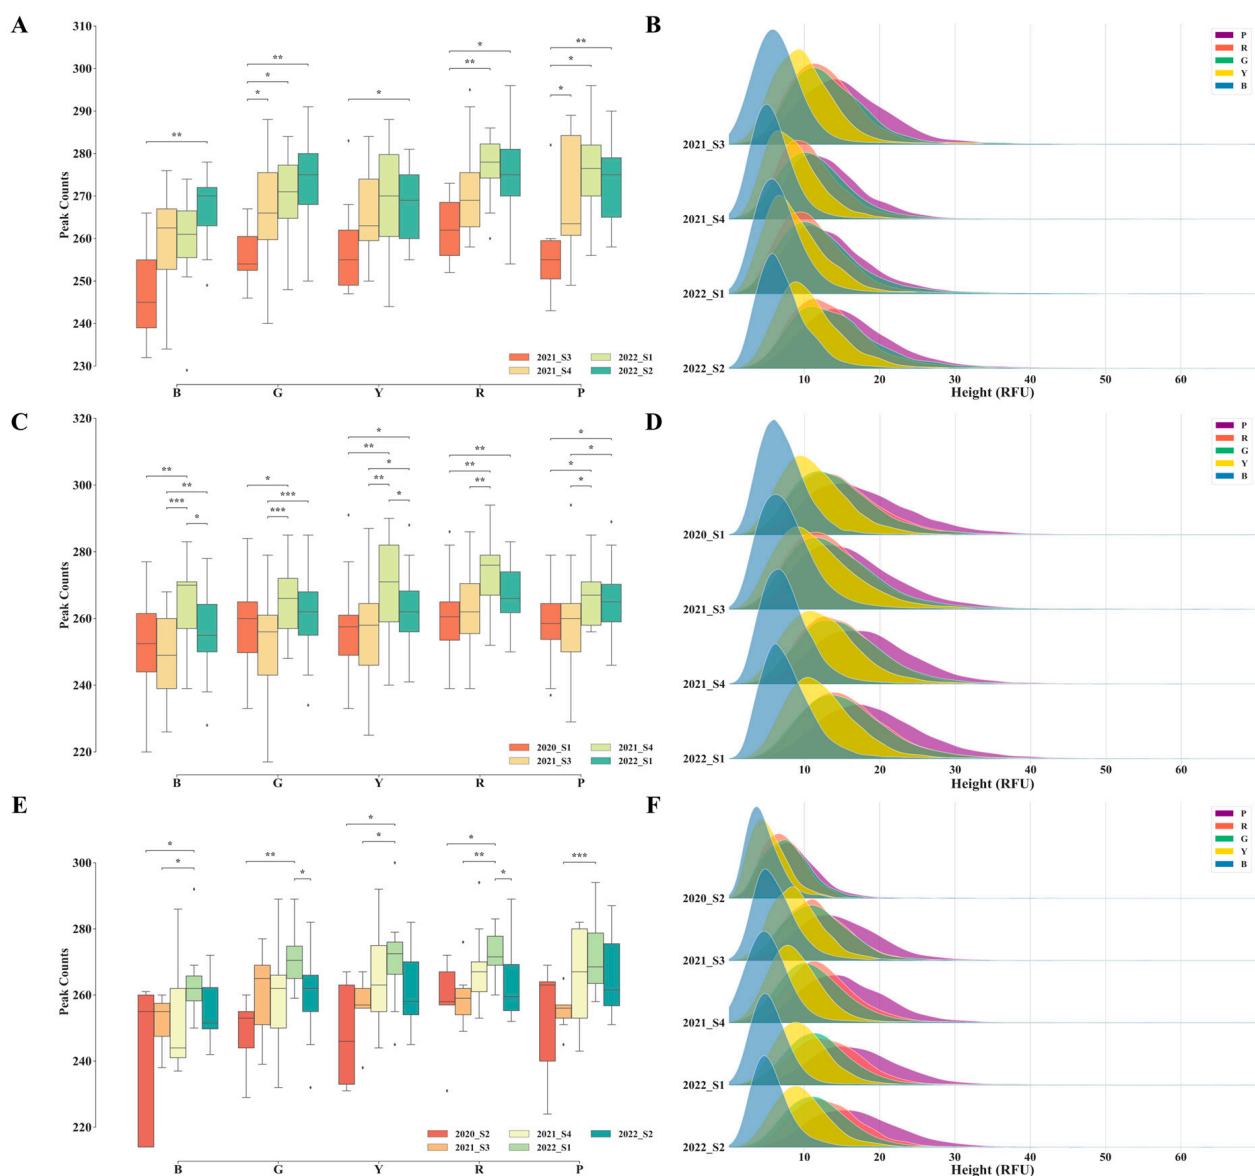 A
Peak Counts
310
300
290
280
270
260
250
240
230
** ** * * * * ** ** * *
2021_S3 2022_S1
2021_S4 2022_S2
B G Y R P
B
P
R
G
Y
B
2021_S3
2021_S4
2022_S1
2022_S2
10 20 30 40 50 60
Height (RFU)
C
Peak Counts
320
300
280
260
240
220
** ** *** * * *** *** * ** * ** * ** ** ** * * * *
2020_S1 2021_S4
2021_S3 2022_S1
B G Y R P
D
P
R
G
Y
B
2020_S1
2021_S3
2021_S4
2022_S1
10 20 30 40 50 60
Height (RFU)
E
Peak Counts
300
280
260
240
220
* * ** * * * * ** * ***
2020_S2 2021_S4 2022_S2
2021_S3 2022_S1
B G Y R P
F
P
R
G
Y
B
2020_S2
2021_S3
2021_S4
2022_S1
2022_S2
10 20 30 40 50 60
Height (RFU)